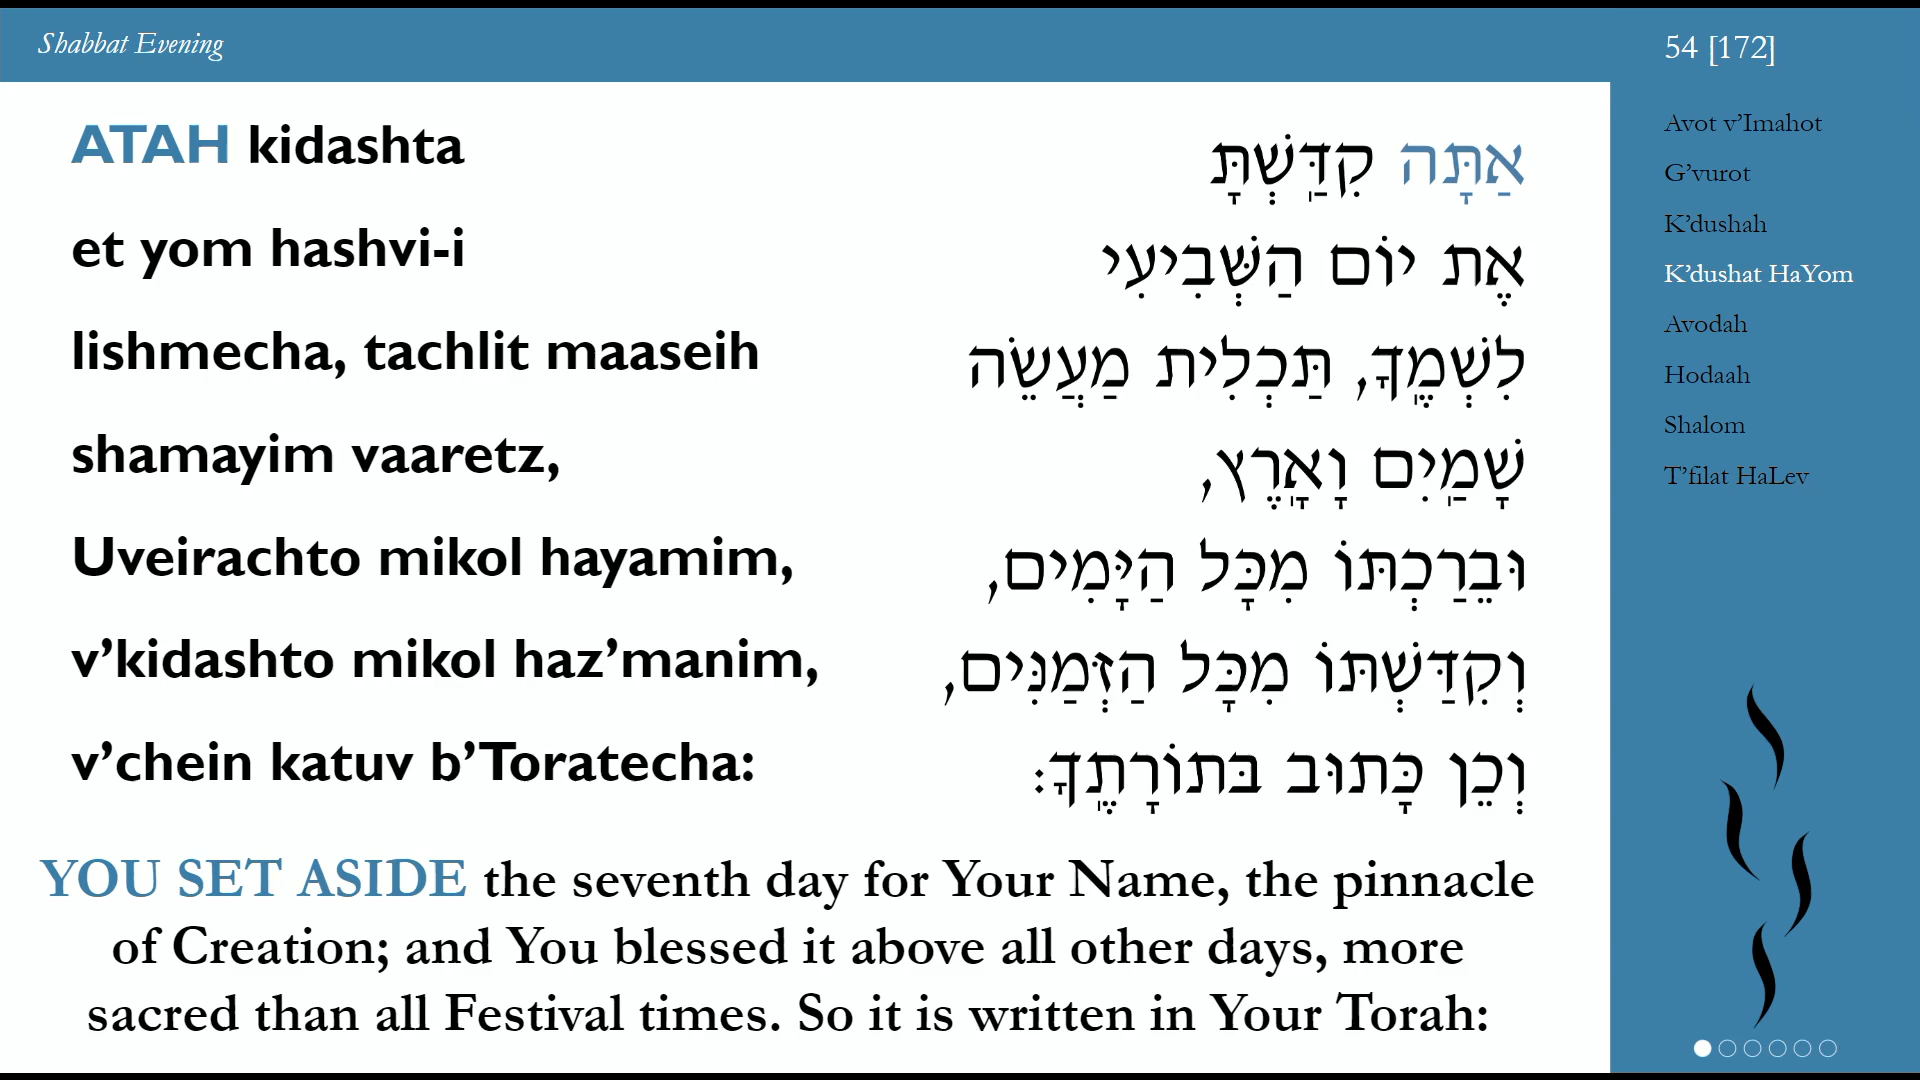 Shabbat Evening
54 [172]
ATAH kidashta
et yom hashvi-i
lishmecha, tachlit maaseih
shamayim vaaretz,
Uveirachto mikol hayamim,
v’kidashto mikol haz’manim,
v’chein katuv b’Toratecha:
אַתָּה קִדַּֽשְׁתָּ
אֶת יוֹם הַשְּׁבִיעִי
לִשְׁמֶֽךָ, תַּכְלִית מַעֲשֵׂה
שָׁמַֽיִם וָאָֽרֶץ,
וּבֵרַכְתּוֹ מִכָּל הַיָּמִים,
וְקִדַּשְׁתּוֹ מִכָּל הַזְּמַנִּים,
וְכֵן כָּתוּב בּתוֹרָתֶֽךָ:
YOU SET ASIDE the seventh day for Your Name, the pinnacle
of Creation; and You blessed it above all other days, more
sacred than all Festival times. So it is written in Your Torah:
Avot v’Imahot
G’vurot
K’dushah
K’dushat HaYom
Avodah
Hodaah
Shalom
T’filat HaLev